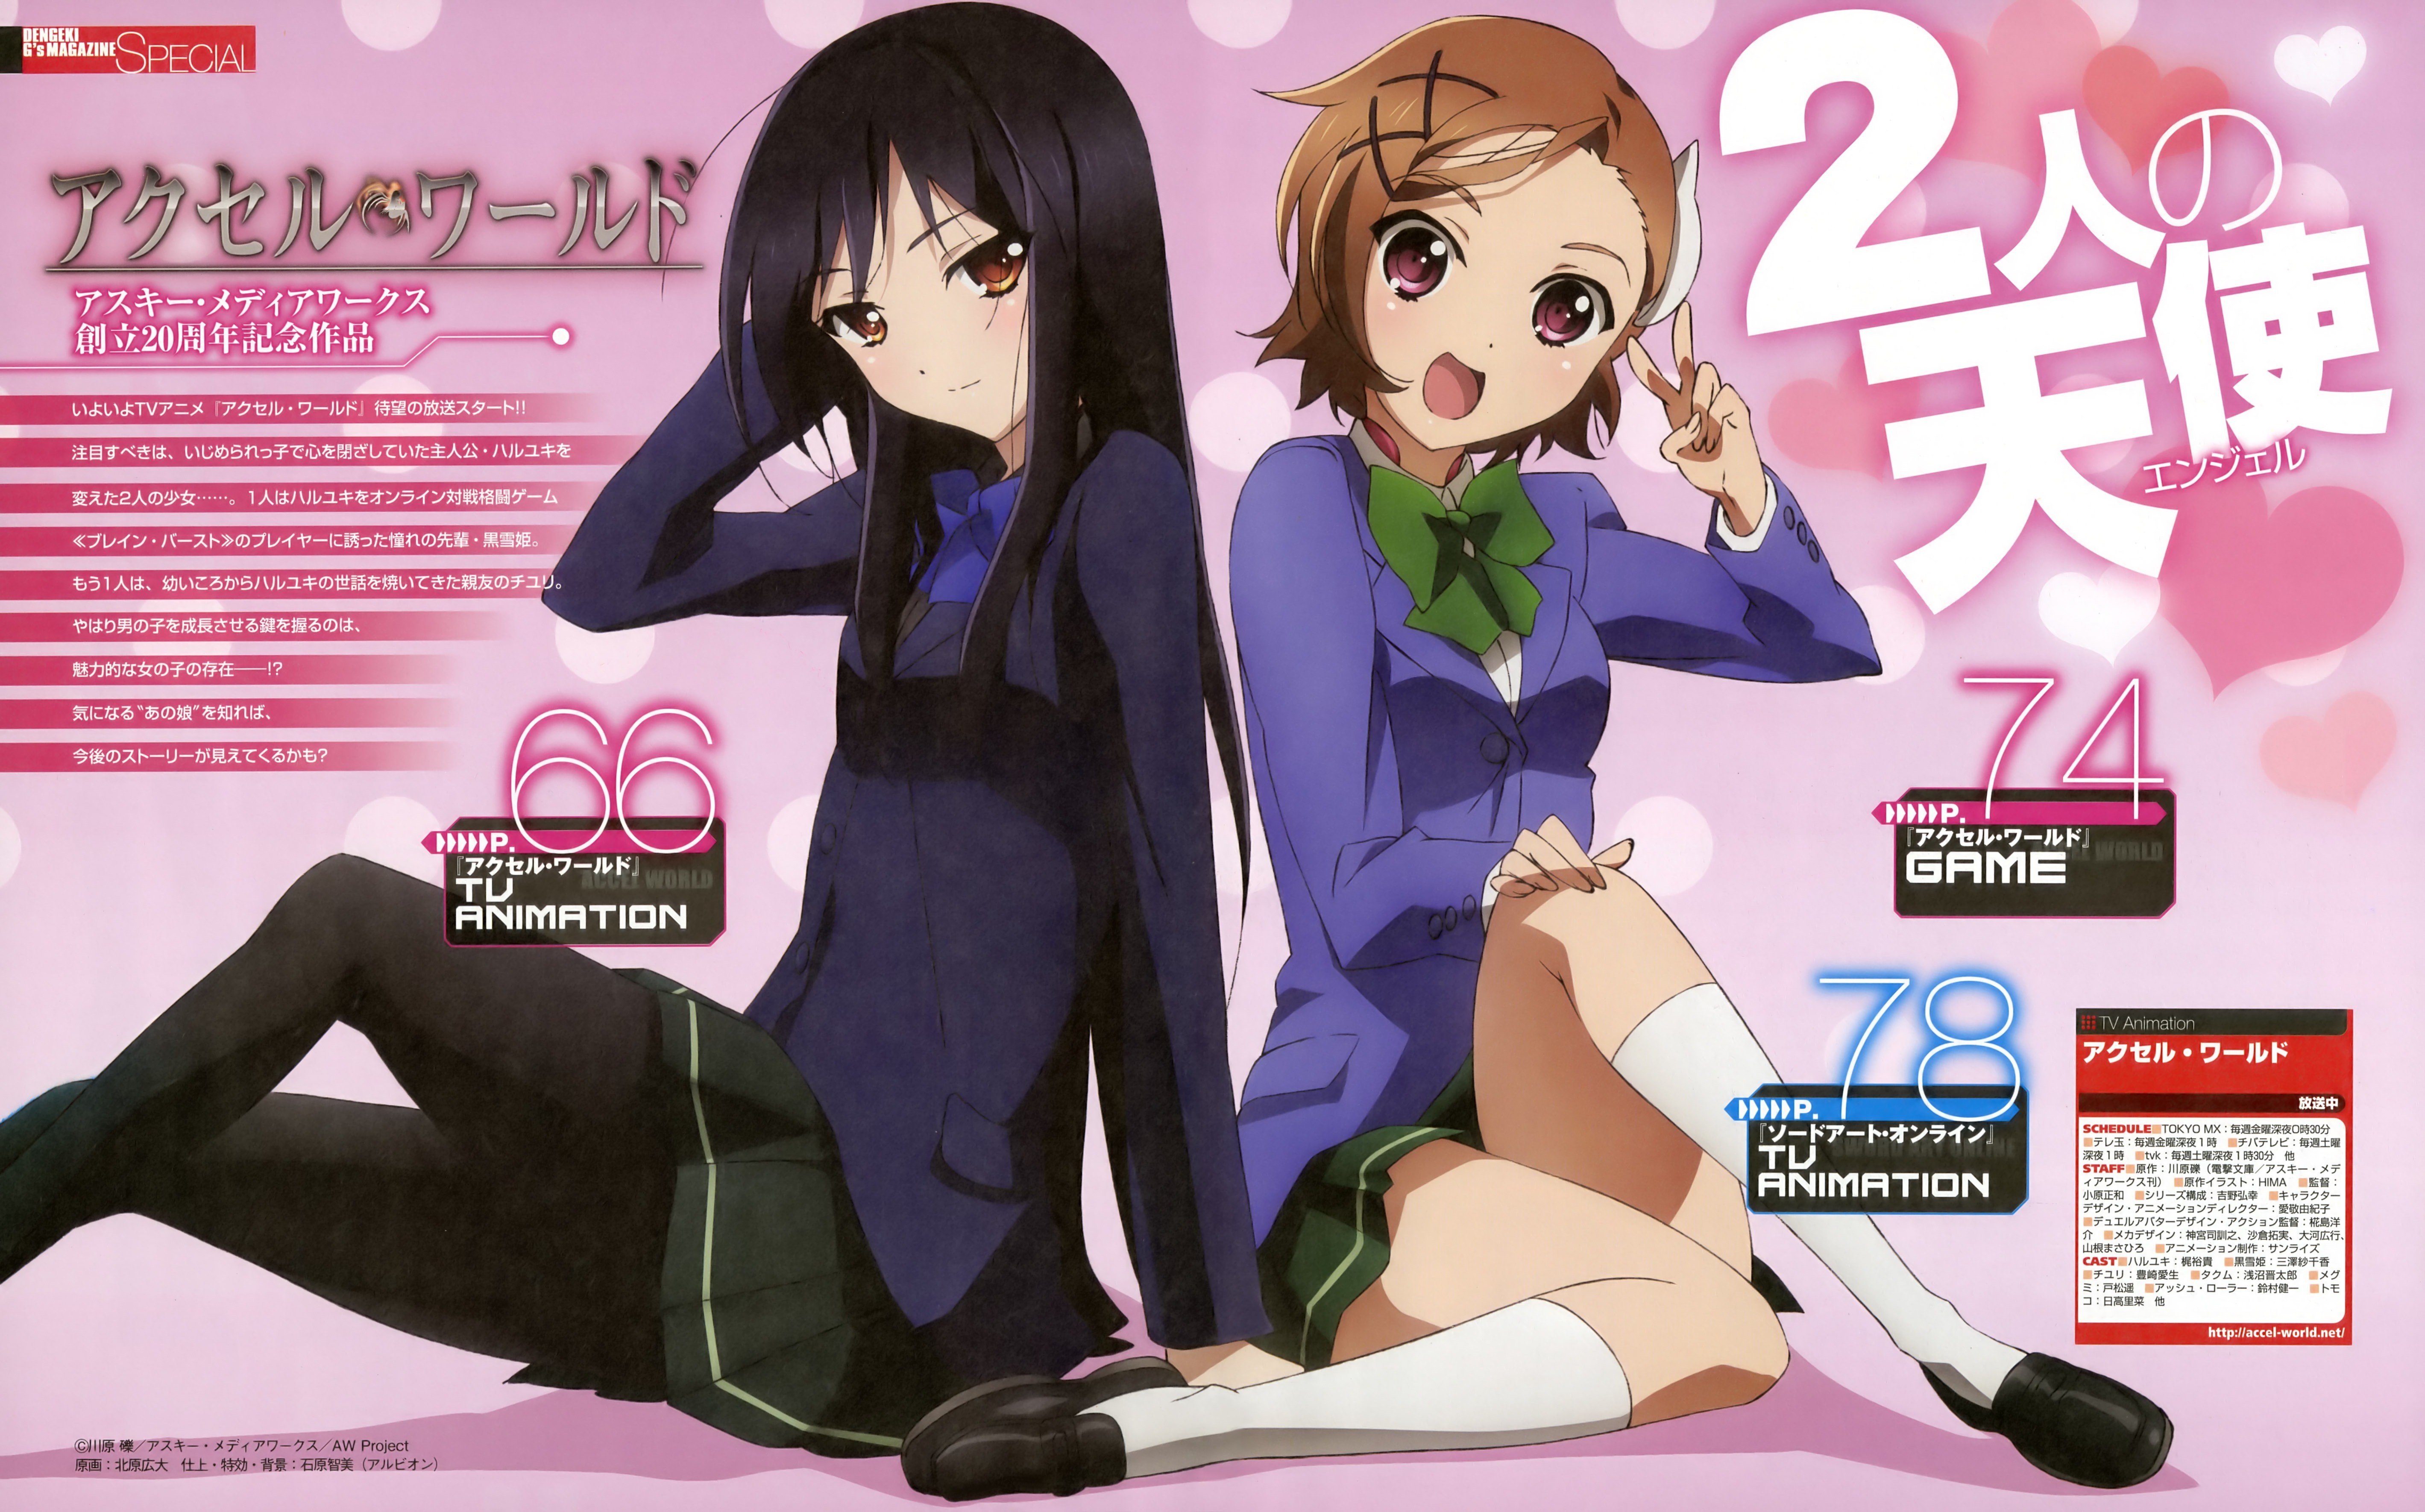 DENGEKI
G's MAGAZINE SPECIAL
アクセル・ワールド
アスキー・メディアワークス
創立20周年記念作品
いよいよTVアニメ『アクセル・ワールド』待望の放送スタート!!
注目すべきは、いじめられっ子で心を閉ざしていた主人公・ハルユキを
変えた2人の少女……。1人はハルユキをオンライン対戦格闘ゲーム
≪ブレイン・バースト≫のプレイヤーに誘った憧れの先輩・黒雪姫。
もう1人は、幼いころからハルユキの世話を焼いてきた親友のチユリ。
やはり男の子を成長させる鍵を握るのは、
魅力的な女の子の存在――!?
気になる“あの娘”を知れば、
今後のストーリーが見えてくるかも?
P.66
『アクセル・ワールド』
ACCEL WORLD
TV
ANIMATION
2人の
天使
エンジェル
P.74
『アクセル・ワールド』
ACCEL WORLD
GAME
P.78
『ソードアート・オンライン』
SWORD ART ONLINE
TV
ANIMATION
TV Animation
アクセル・ワールド
放送中
SCHEDULE■TOKYO MX：毎週金曜深夜0時30分
■テレ玉：毎週金曜深夜1時 ■チバテレビ：毎週土曜
深夜1時 ■tvk：毎週土曜深夜1時30分 他
STAFF■原作：川原礫（電撃文庫／アスキー・メデ
ィアワークス刊） ■原作イラスト：HIMA ■監督：
小原正和 ■シリーズ構成：吉野弘幸 ■キャラクター
デザイン・アニメーションディレクター：愛敬由紀子
■デュエルアバターデザイン・アクション監督：椛島洋
介 ■メカデザイン：神宮司訓之、沙倉拓実、大河広行、
山根まさひろ ■アニメーション制作：サンライズ
CAST■ハルユキ：梶裕貴 ■黒雪姫：三澤紗千香
■チユリ：豊崎愛生 ■タクム：浅沼晋太郎 ■メグ
ミ：戸松遥 ■アッシュ・ローラー：鈴村健一 ■トモ
コ：日高里菜 他
http://accel-world.net/
©川原 礫／アスキー・メディアワークス／AW Project
原画：北原広大 仕上・特効・背景：石原智美（アルビオン）